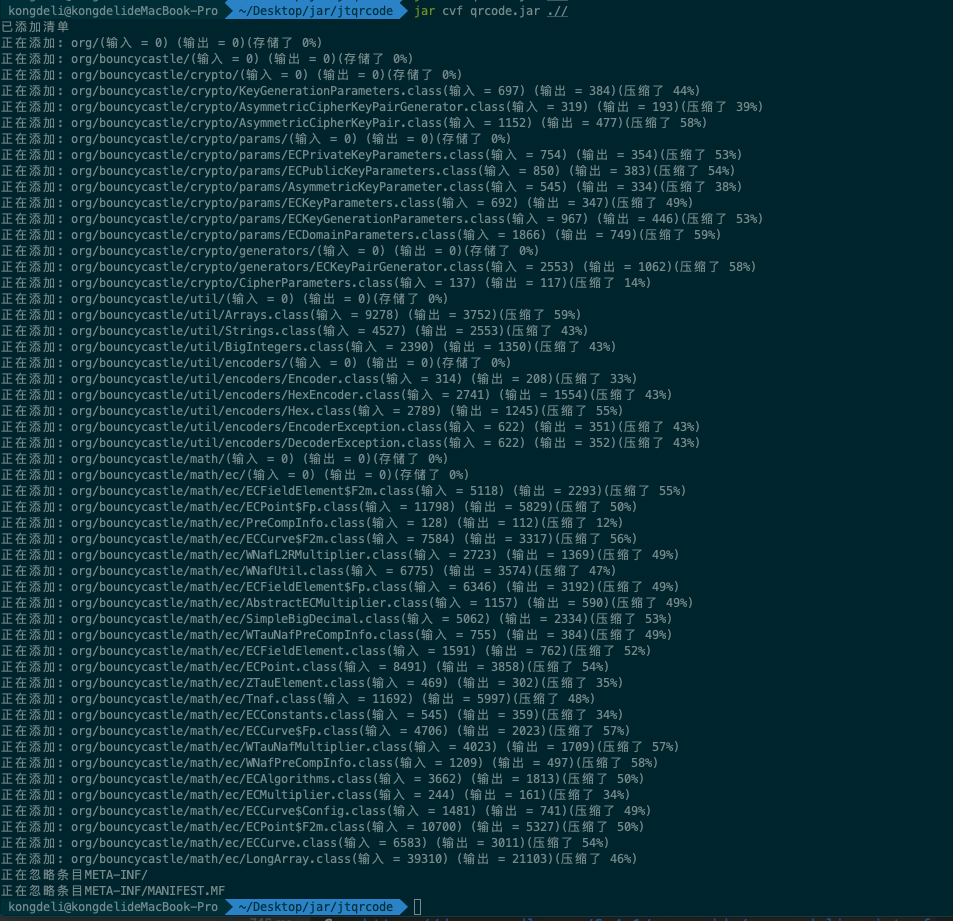 kongdeli@kongdelideMacBook-Pro ~/Desktop/jar/jtqrcode jar cvf qrcode.jar .//
已添加清单
正在添加: org/(输入 = 0) (输出 = 0)(存储了 0%)
正在添加: org/bouncycastle/(输入 = 0) (输出 = 0)(存储了 0%)
正在添加: org/bouncycastle/crypto/(输入 = 0) (输出 = 0)(存储了 0%)
正在添加: org/bouncycastle/crypto/KeyGenerationParameters.class(输入 = 697) (输出 = 384)(压缩了 44%)
正在添加: org/bouncycastle/crypto/AsymmetricCipherKeyPairGenerator.class(输入 = 319) (输出 = 193)(压缩了 39%)
正在添加: org/bouncycastle/crypto/AsymmetricCipherKeyPair.class(输入 = 1152) (输出 = 477)(压缩了 58%)
正在添加: org/bouncycastle/crypto/params/(输入 = 0) (输出 = 0)(存储了 0%)
正在添加: org/bouncycastle/crypto/params/ECPrivateKeyParameters.class(输入 = 754) (输出 = 354)(压缩了 53%)
正在添加: org/bouncycastle/crypto/params/ECPublicKeyParameters.class(输入 = 850) (输出 = 383)(压缩了 54%)
正在添加: org/bouncycastle/crypto/params/AsymmetricKeyParameter.class(输入 = 545) (输出 = 334)(压缩了 38%)
正在添加: org/bouncycastle/crypto/params/ECKeyParameters.class(输入 = 692) (输出 = 347)(压缩了 49%)
正在添加: org/bouncycastle/crypto/params/ECKeyGenerationParameters.class(输入 = 967) (输出 = 446)(压缩了 53%)
正在添加: org/bouncycastle/crypto/params/ECDomainParameters.class(输入 = 1866) (输出 = 749)(压缩了 59%)
正在添加: org/bouncycastle/crypto/generators/(输入 = 0) (输出 = 0)(存储了 0%)
正在添加: org/bouncycastle/crypto/generators/ECKeyPairGenerator.class(输入 = 2553) (输出 = 1062)(压缩了 58%)
正在添加: org/bouncycastle/crypto/CipherParameters.class(输入 = 137) (输出 = 117)(压缩了 14%)
正在添加: org/bouncycastle/util/(输入 = 0) (输出 = 0)(存储了 0%)
正在添加: org/bouncycastle/util/Arrays.class(输入 = 9278) (输出 = 3752)(压缩了 59%)
正在添加: org/bouncycastle/util/Strings.class(输入 = 4527) (输出 = 2553)(压缩了 43%)
正在添加: org/bouncycastle/util/BigIntegers.class(输入 = 2390) (输出 = 1350)(压缩了 43%)
正在添加: org/bouncycastle/util/encoders/(输入 = 0) (输出 = 0)(存储了 0%)
正在添加: org/bouncycastle/util/encoders/Encoder.class(输入 = 314) (输出 = 208)(压缩了 33%)
正在添加: org/bouncycastle/util/encoders/HexEncoder.class(输入 = 2741) (输出 = 1554)(压缩了 43%)
正在添加: org/bouncycastle/util/encoders/Hex.class(输入 = 2789) (输出 = 1245)(压缩了 55%)
正在添加: org/bouncycastle/util/encoders/EncoderException.class(输入 = 622) (输出 = 351)(压缩了 43%)
正在添加: org/bouncycastle/util/encoders/DecoderException.class(输入 = 622) (输出 = 352)(压缩了 43%)
正在添加: org/bouncycastle/math/(输入 = 0) (输出 = 0)(存储了 0%)
正在添加: org/bouncycastle/math/ec/(输入 = 0) (输出 = 0)(存储了 0%)
正在添加: org/bouncycastle/math/ec/ECFieldElement$F2m.class(输入 = 5118) (输出 = 2293)(压缩了 55%)
正在添加: org/bouncycastle/math/ec/ECPoint$Fp.class(输入 = 11798) (输出 = 5829)(压缩了 50%)
正在添加: org/bouncycastle/math/ec/PreCompInfo.class(输入 = 128) (输出 = 112)(压缩了 12%)
正在添加: org/bouncycastle/math/ec/ECCurve$F2m.class(输入 = 7584) (输出 = 3317)(压缩了 56%)
正在添加: org/bouncycastle/math/ec/WNafL2RMultiplier.class(输入 = 2723) (输出 = 1369)(压缩了 49%)
正在添加: org/bouncycastle/math/ec/WNafUtil.class(输入 = 6775) (输出 = 3574)(压缩了 47%)
正在添加: org/bouncycastle/math/ec/ECFieldElement$Fp.class(输入 = 6346) (输出 = 3192)(压缩了 49%)
正在添加: org/bouncycastle/math/ec/AbstractECMultiplier.class(输入 = 1157) (输出 = 590)(压缩了 49%)
正在添加: org/bouncycastle/math/ec/SimpleBigDecimal.class(输入 = 5062) (输出 = 2334)(压缩了 53%)
正在添加: org/bouncycastle/math/ec/WTauNafPreCompInfo.class(输入 = 755) (输出 = 384)(压缩了 49%)
正在添加: org/bouncycastle/math/ec/ECFieldElement.class(输入 = 1591) (输出 = 762)(压缩了 52%)
正在添加: org/bouncycastle/math/ec/ECPoint.class(输入 = 8491) (输出 = 3858)(压缩了 54%)
正在添加: org/bouncycastle/math/ec/ZTauElement.class(输入 = 469) (输出 = 302)(压缩了 35%)
正在添加: org/bouncycastle/math/ec/Tnaf.class(输入 = 11692) (输出 = 5997)(压缩了 48%)
正在添加: org/bouncycastle/math/ec/ECConstants.class(输入 = 545) (输出 = 359)(压缩了 34%)
正在添加: org/bouncycastle/math/ec/ECCurve$Fp.class(输入 = 4706) (输出 = 2023)(压缩了 57%)
正在添加: org/bouncycastle/math/ec/WTauNafMultiplier.class(输入 = 4023) (输出 = 1709)(压缩了 57%)
正在添加: org/bouncycastle/math/ec/WNafPreCompInfo.class(输入 = 1209) (输出 = 497)(压缩了 58%)
正在添加: org/bouncycastle/math/ec/ECAlgorithms.class(输入 = 3662) (输出 = 1813)(压缩了 50%)
正在添加: org/bouncycastle/math/ec/ECMultiplier.class(输入 = 244) (输出 = 161)(压缩了 34%)
正在添加: org/bouncycastle/math/ec/ECCurve$Config.class(输入 = 1481) (输出 = 741)(压缩了 49%)
正在添加: org/bouncycastle/math/ec/ECPoint$F2m.class(输入 = 10700) (输出 = 5327)(压缩了 50%)
正在添加: org/bouncycastle/math/ec/ECCurve.class(输入 = 6583) (输出 = 3011)(压缩了 54%)
正在添加: org/bouncycastle/math/ec/LongArray.class(输入 = 39310) (输出 = 21103)(压缩了 46%)
正在忽略条目META-INF/
正在忽略条目META-INF/MANIFEST.MF
kongdeli@kongdelideMacBook-Pro ~/Desktop/jar/jtqrcode